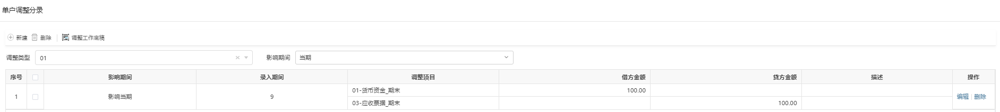 单户调整分录
新建 删除 调整工作底稿
调整类型 01 影响期间 当期
序号 影响期间 录入期间 调整项目 借方金额 贷方金额 描述 操作
1 影响当期 9 01-货币资金_期末 100.00 编辑 删除
03-应收票据_期末 100.00